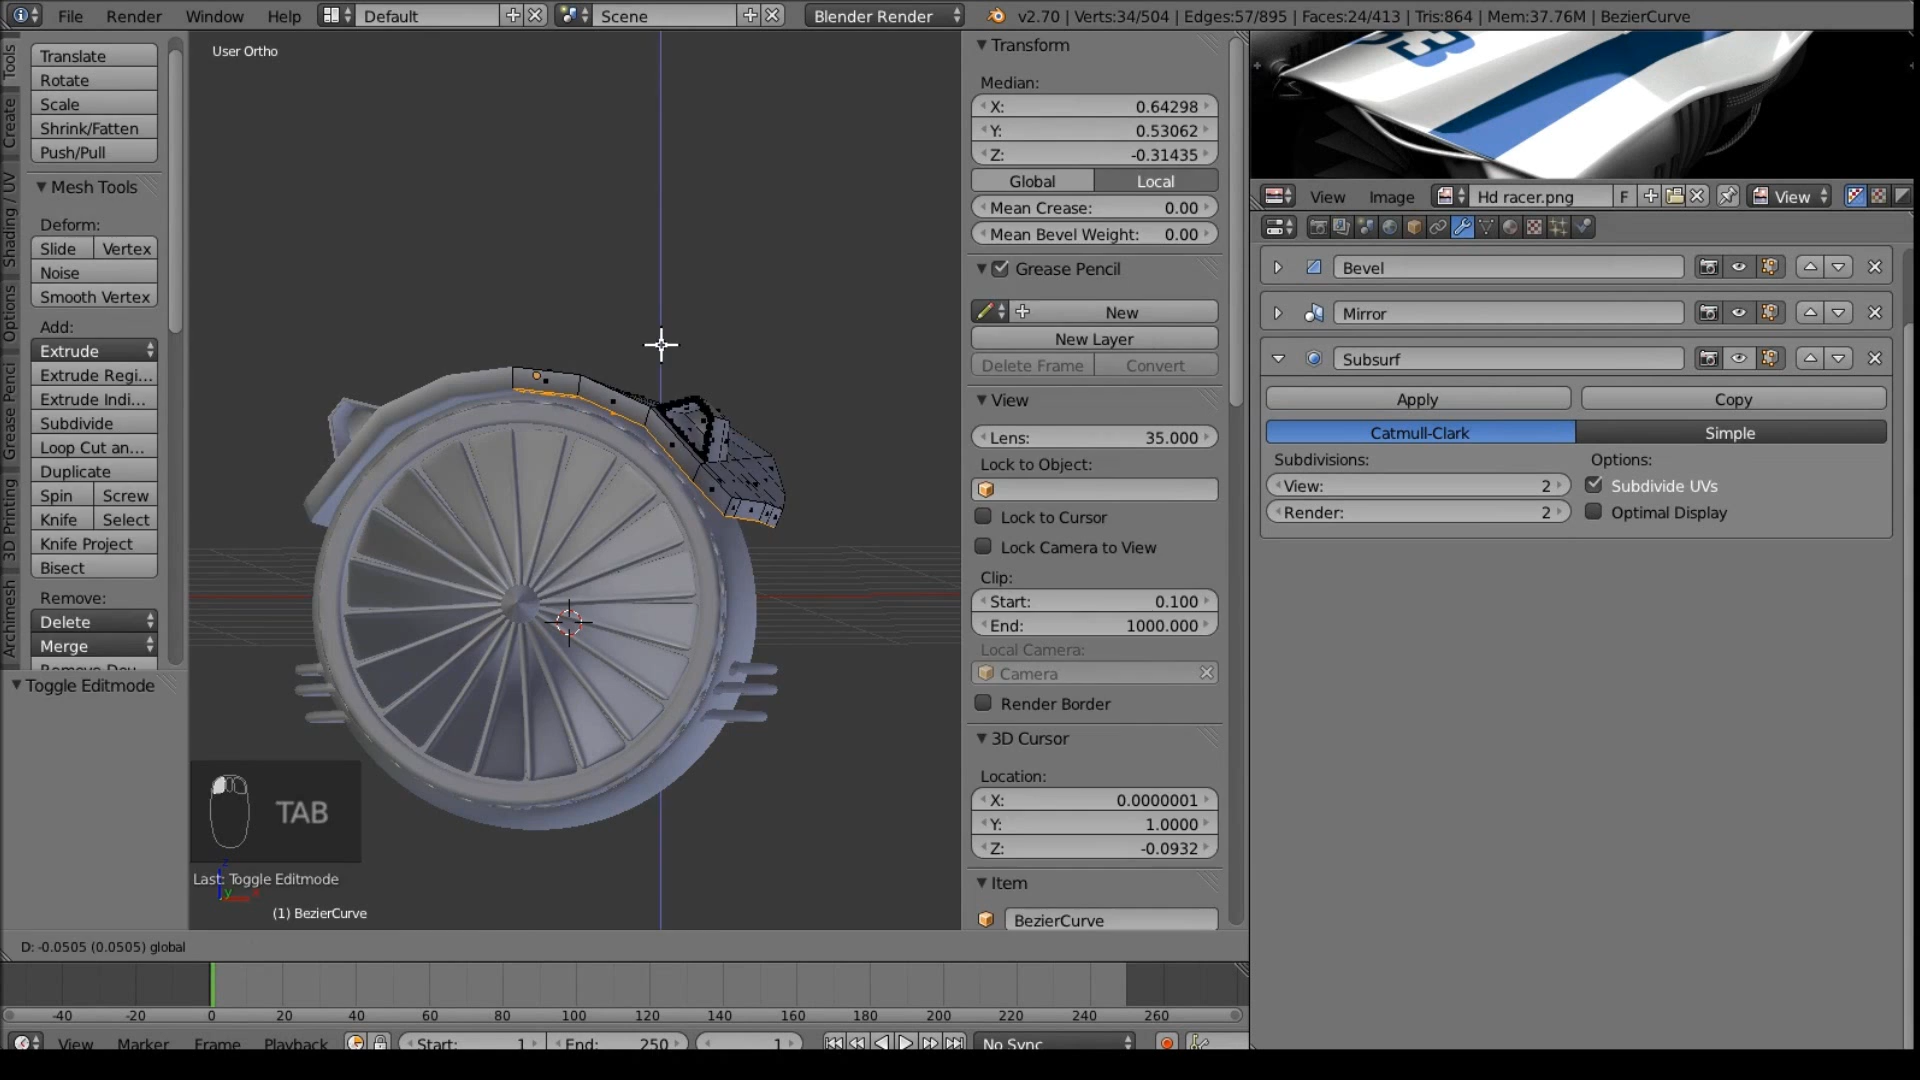 File Render Window Help Default Scene Blender Render v2.70 | Verts:34/504 | Edges:57/895 | Faces:24/413 | Tris:864 | Mem:37.76M | BezierCurve
Tools
Create
Shading / UV
Options
Grease Penci
3D Printing
Archimesh
Translate
Rotate
Scale
Shrink/Fatten
Push/Pull
Mesh Tools
Deform:
Slide Vertex
Noise
Smooth Vertex
Add:
Extrude
Extrude Regi...
Extrude Indi...
Subdivide
Loop Cut an...
Duplicate
Spin Screw
Knife Select
Knife Project
Bisect
Remove:
Delete
Merge
Toggle Editmode
User Ortho
TAB
Last: Toggle Editmode
z
y
(1) BezierCurve
D: -0.0505 (0.0505) global
Transform
Median:
X: 0.64298
Y: 0.53062
Z: -0.31435
Global Local
Mean Crease: 0.00
Mean Bevel Weight: 0.00
Grease Pencil
New
New Layer
Delete Frame Convert
View
Lens: 35.000
Lock to Object:
Lock to Cursor
Lock Camera to View
Clip:
Start: 0.100
End: 1000.000
Local Camera:
Camera
Render Border
3D Cursor
Location:
X: 0.0000001
Y: 1.0000
Z: -0.0932
Item
BezierCurve
View Image Hd racer.png F View
Bevel
Mirror
Subsurf
Apply Copy
Catmull-Clark Simple
Subdivisions: Options:
View: 2 Subdivide UVs
Render: 2 Optimal Display
-40 -20 0 20 40 60 80 100 120 140 160 180 200 220 240 260
View Marker Frame Playback Start: 1 End: 250 1 No Sync